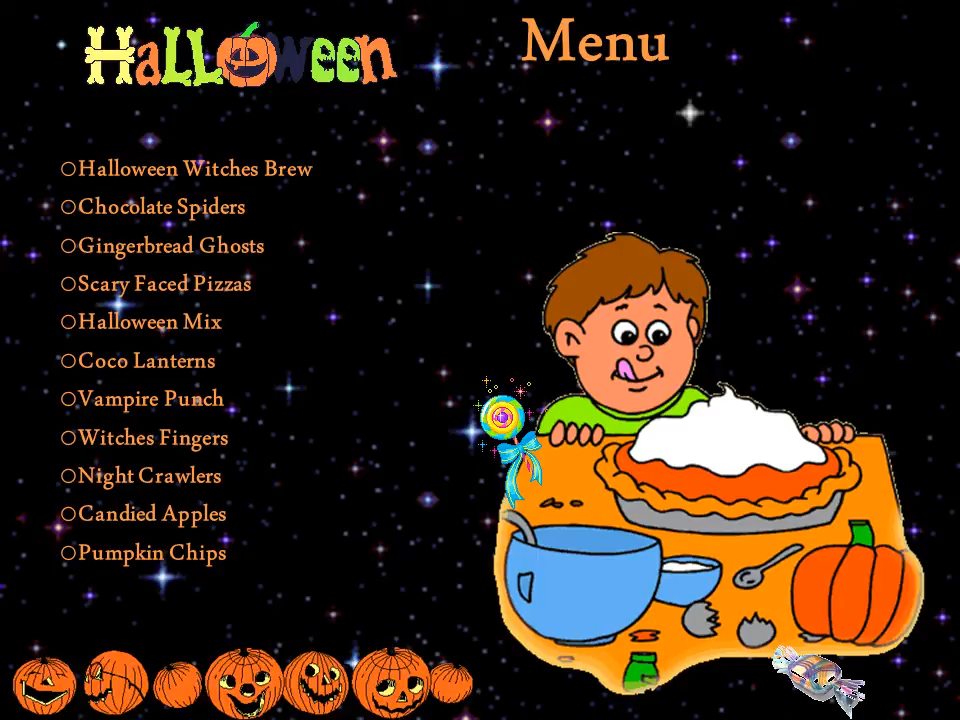 Halloween
Menu
Halloween Witches Brew
Chocolate Spiders
Gingerbread Ghosts
Scary Faced Pizzas
Halloween Mix
Coco Lanterns
Vampire Punch
Witches Fingers
Night Crawlers
Candied Apples
Pumpkin Chips